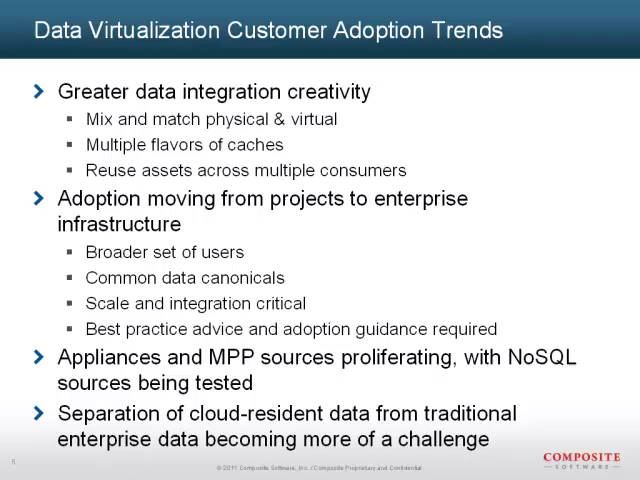 Data Virtualization Customer Adoption Trends
Greater data integration creativity
Mix and match physical & virtual
Multiple flavors of caches
Reuse assets across multiple consumers
Adoption moving from projects to enterprise
infrastructure
Broader set of users
Common data canonicals
Scale and integration critical
Best practice advice and adoption guidance required
Appliances and MPP sources proliferating, with NoSQL
sources being tested
Separation of cloud-resident data from traditional
enterprise data becoming more of a challenge
5
© 2011 Composite Software, Inc. / Composite Proprietary and Confidential
COMPOSITE
SOFTWARE